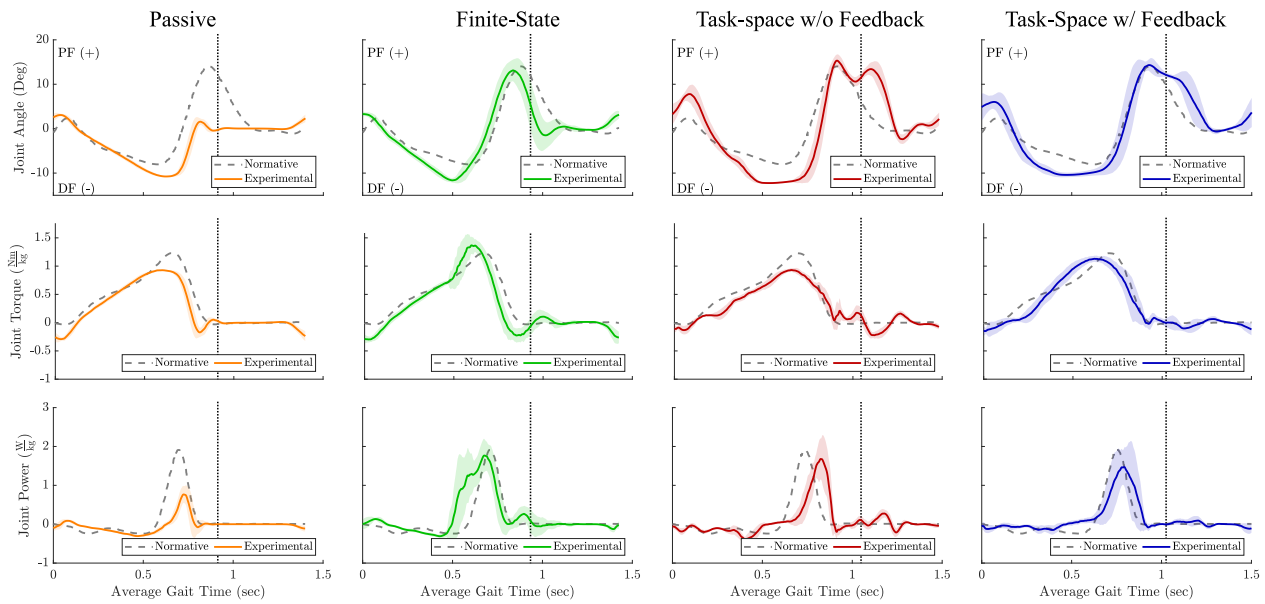 Passive
Finite-State
Task-space w/o Feedback
Task-Space w/ Feedback
Joint Angle (Deg)
20
10
0
-10
PF (+)
DF (-)
Normative
Experimental
PF (+)
DF (-)
Normative
Experimental
PF (+)
DF (-)
Normative
Experimental
PF (+)
DF (-)
Normative
Experimental
Joint Torque (Nm/kg)
1.5
1
0.5
0
-0.5
-1
Normative Experimental
Normative Experimental
Normative Experimental
Normative Experimental
Joint Power (W/kg)
3
2
1
0
-1
Normative Experimental
Normative Experimental
Normative Experimental
Normative Experimental
0 0.5 1 1.5
0 0.5 1 1.5
0 0.5 1 1.5
0 0.5 1 1.5
Average Gait Time (sec)
Average Gait Time (sec)
Average Gait Time (sec)
Average Gait Time (sec)